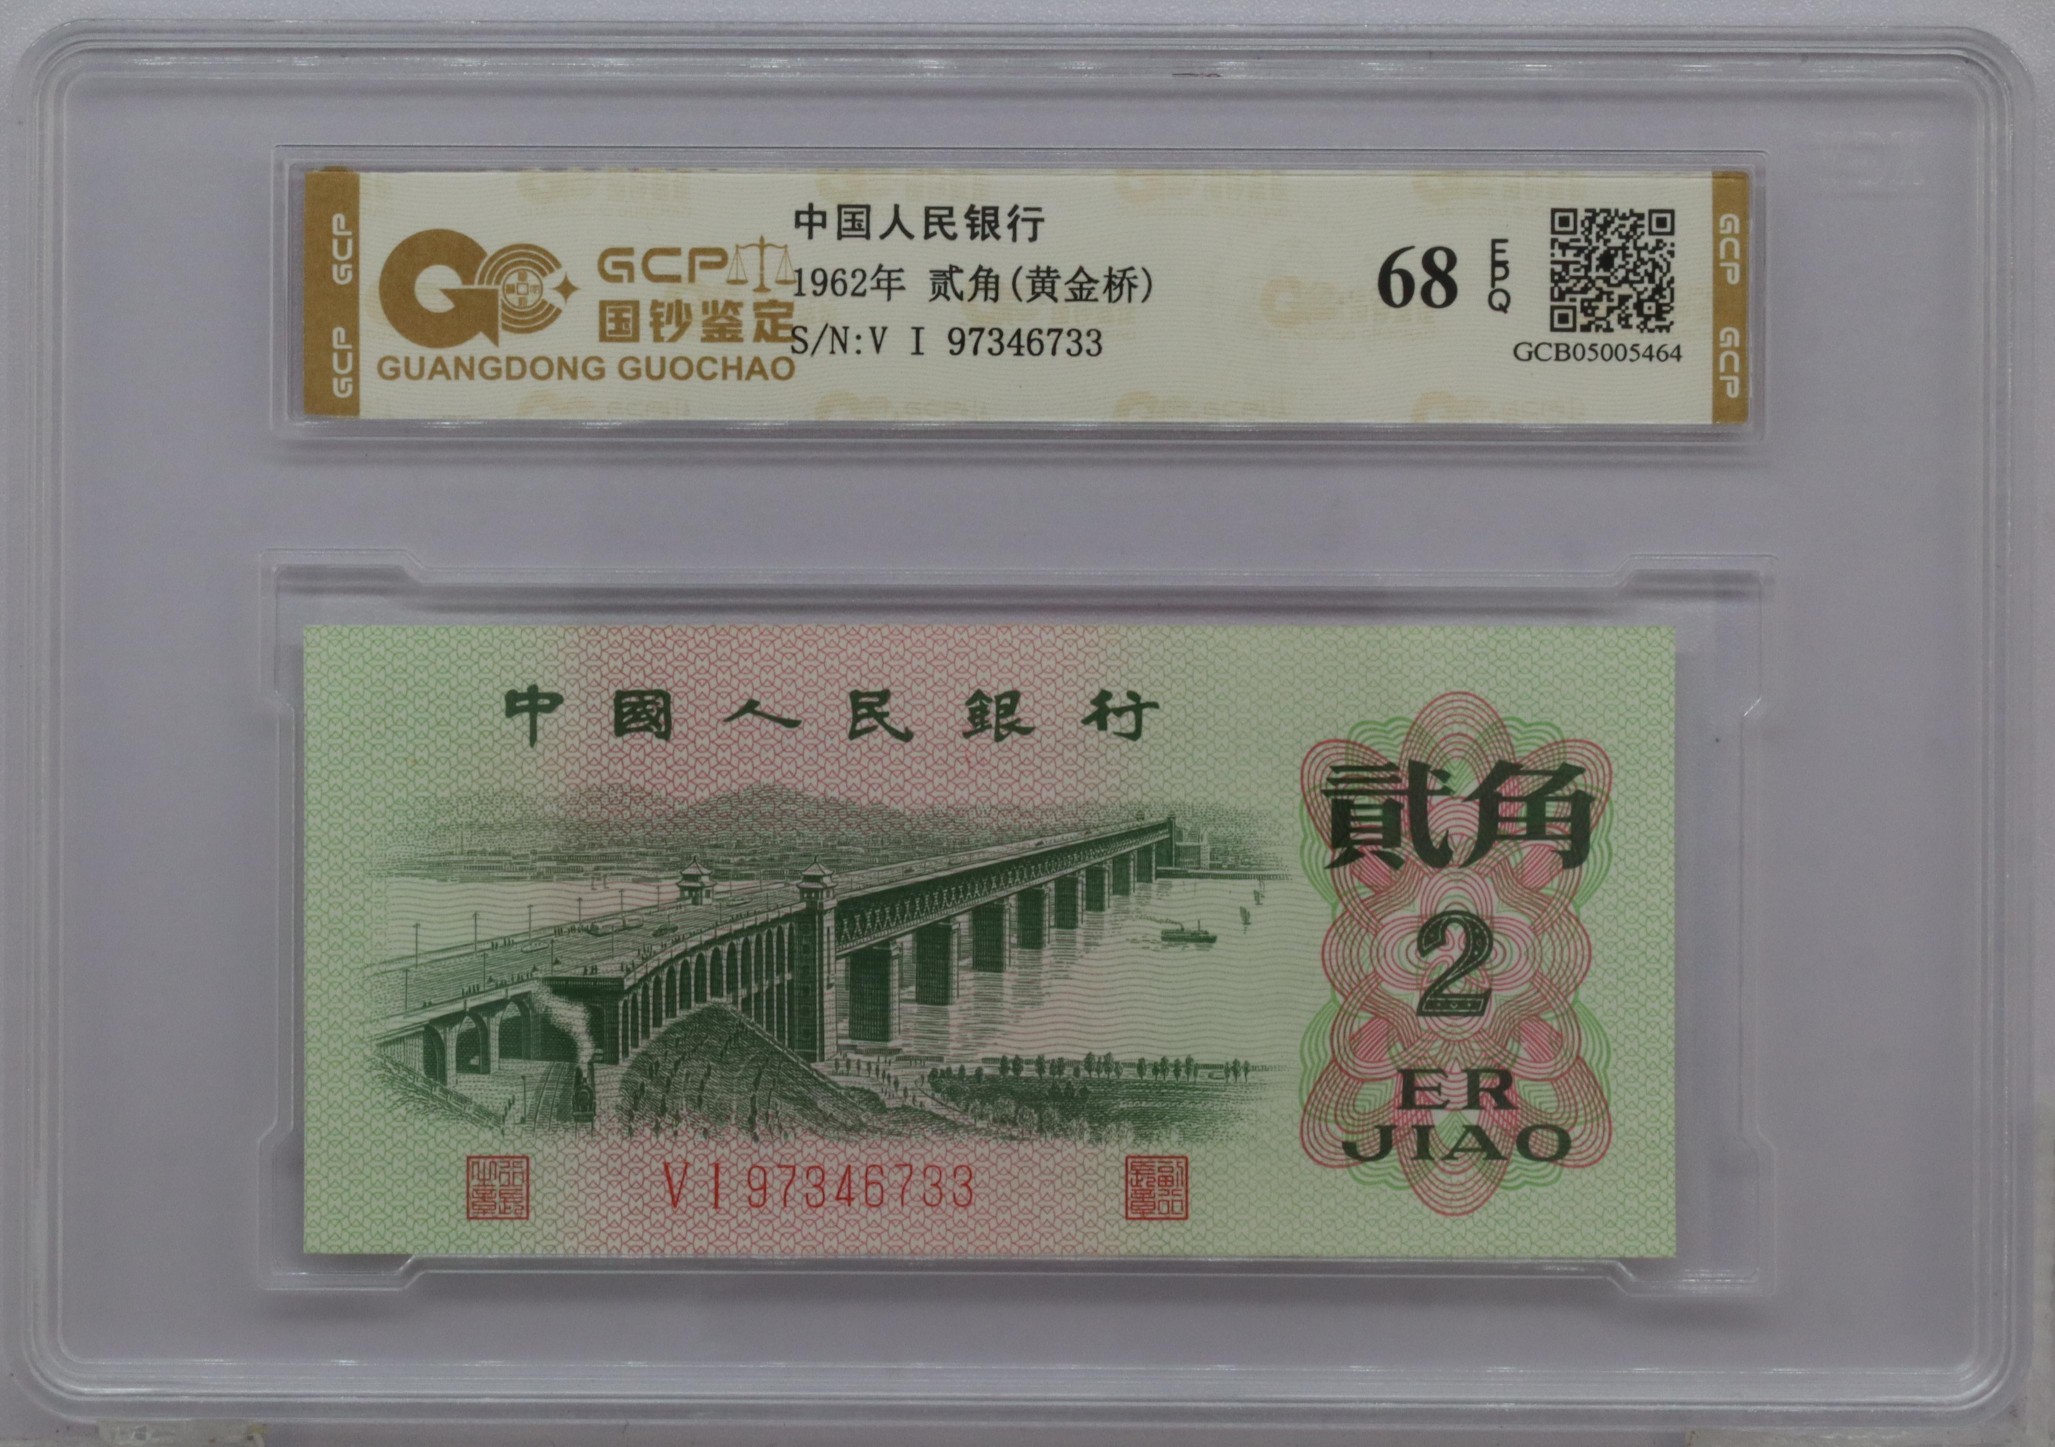 GCP GCP
GCP 国钞鉴定
GUANGDONG GUOCHAO
中国人民银行
1962年 贰角(黄金桥)
S/N:V I 97346733
68 EPQ
GCB05005464
GCP GCP
中國人民銀行
貳角
2
ER
JIAO
VI97346733